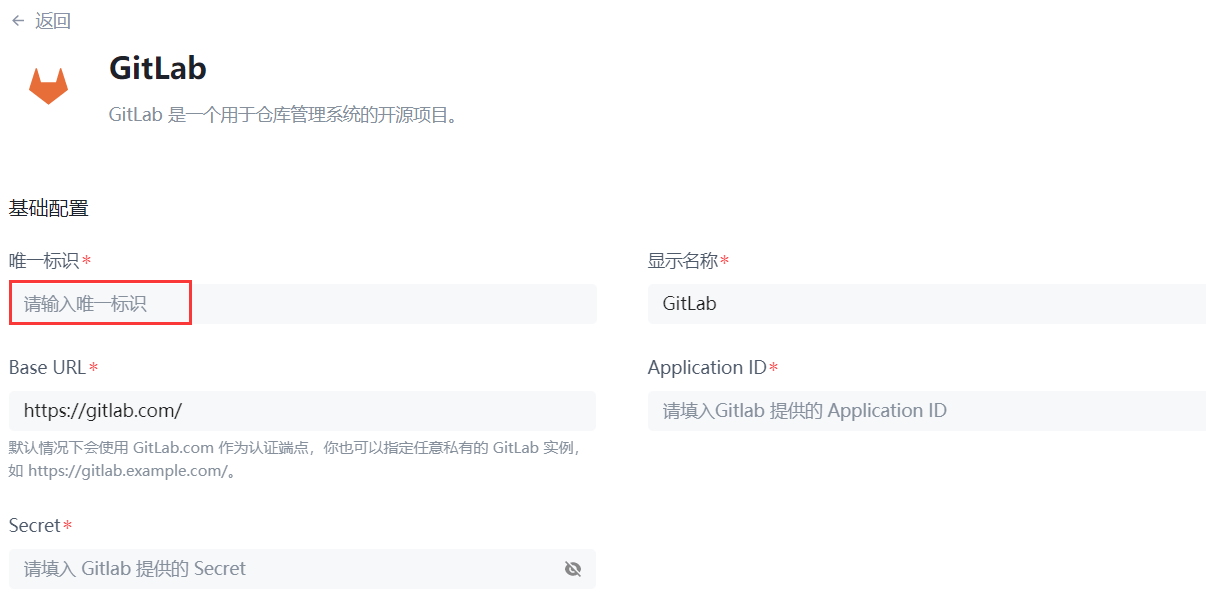 ← 返回
GitLab
GitLab 是一个用于仓库管理系统的开源项目。
基础配置
唯一标识*
显示名称*
请输入唯一标识
GitLab
Base URL*
Application ID*
https://gitlab.com/
请填入Gitlab 提供的 Application ID
默认情况下会使用 GitLab.com 作为认证端点，你也可以指定任意私有的 GitLab 实例，
如 https://gitlab.example.com/。
Secret*
请填入 Gitlab 提供的 Secret